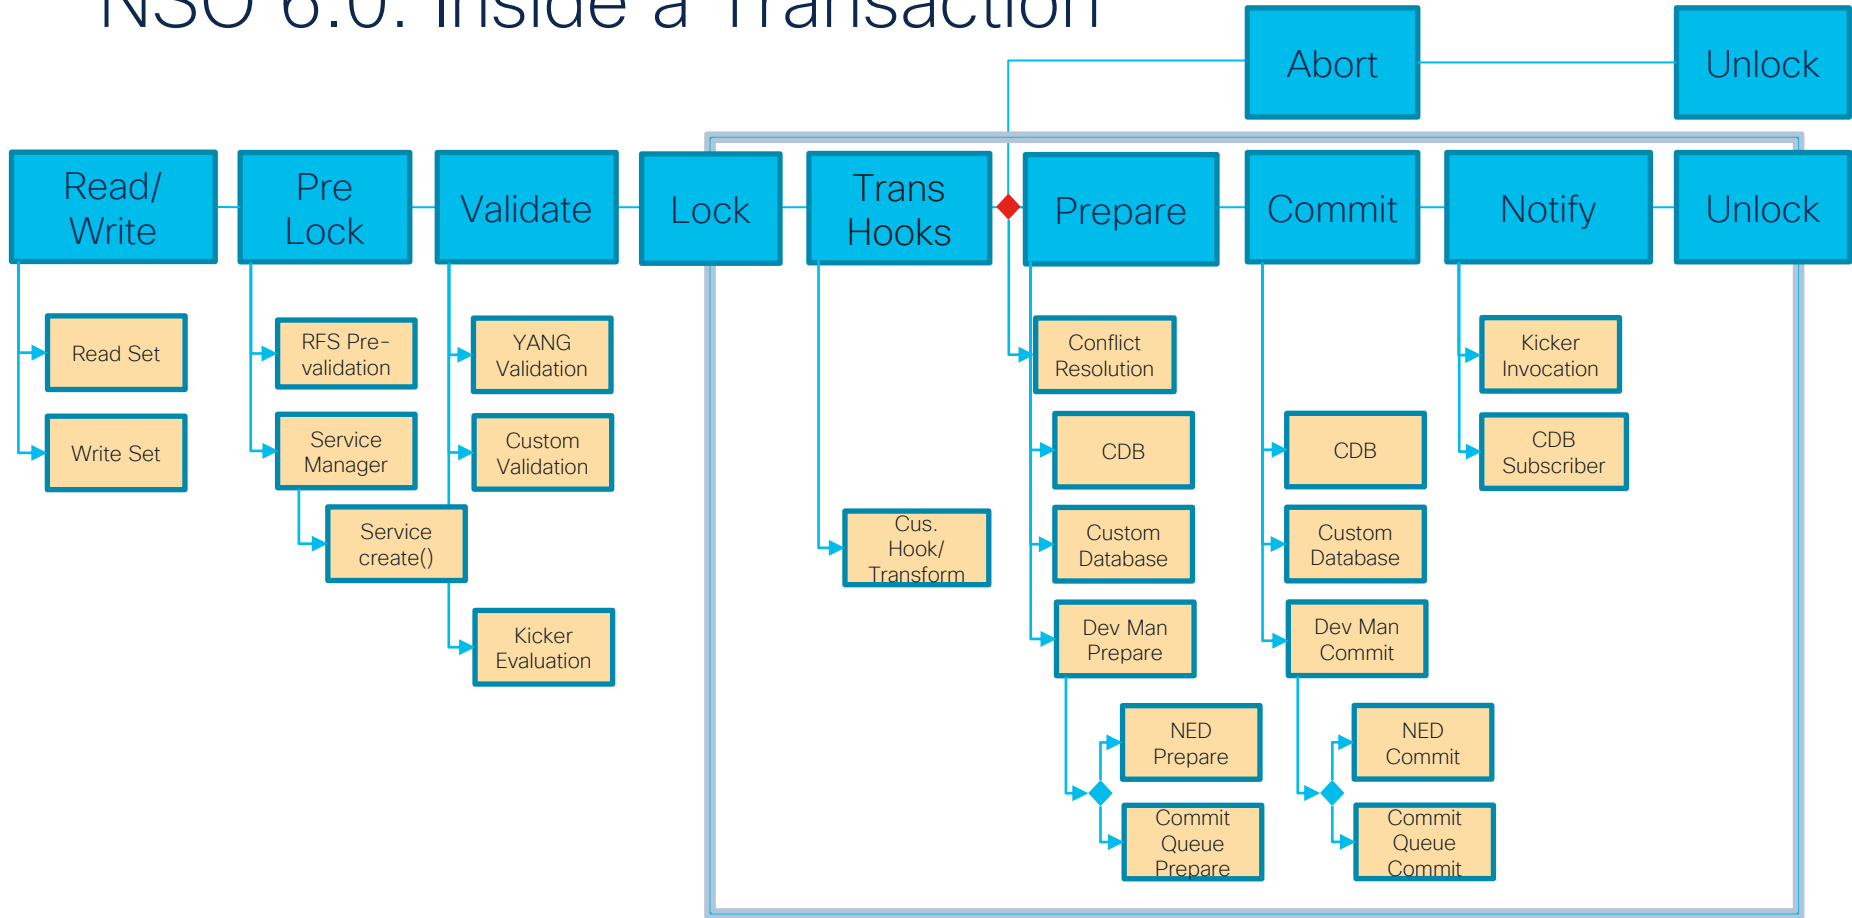 NSO 6.0: Inside a Transaction
Abort
Unlock
Read/
Write
Pre
Lock
Validate
Lock
Trans
Hooks
Prepare
Commit
Notify
Unlock
Read Set
Write Set
RFS Pre-
validation
Service
Manager
Service
create()
YANG
Validation
Custom
Validation
Kicker
Evaluation
Cus.
Hook/
Transform
Conflict
Resolution
CDB
Custom
Database
Dev Man
Prepare
NED
Prepare
Commit
Queue
Prepare
CDB
Custom
Database
Dev Man
Commit
NED
Commit
Commit
Queue
Commit
Kicker
Invocation
CDB
Subscriber